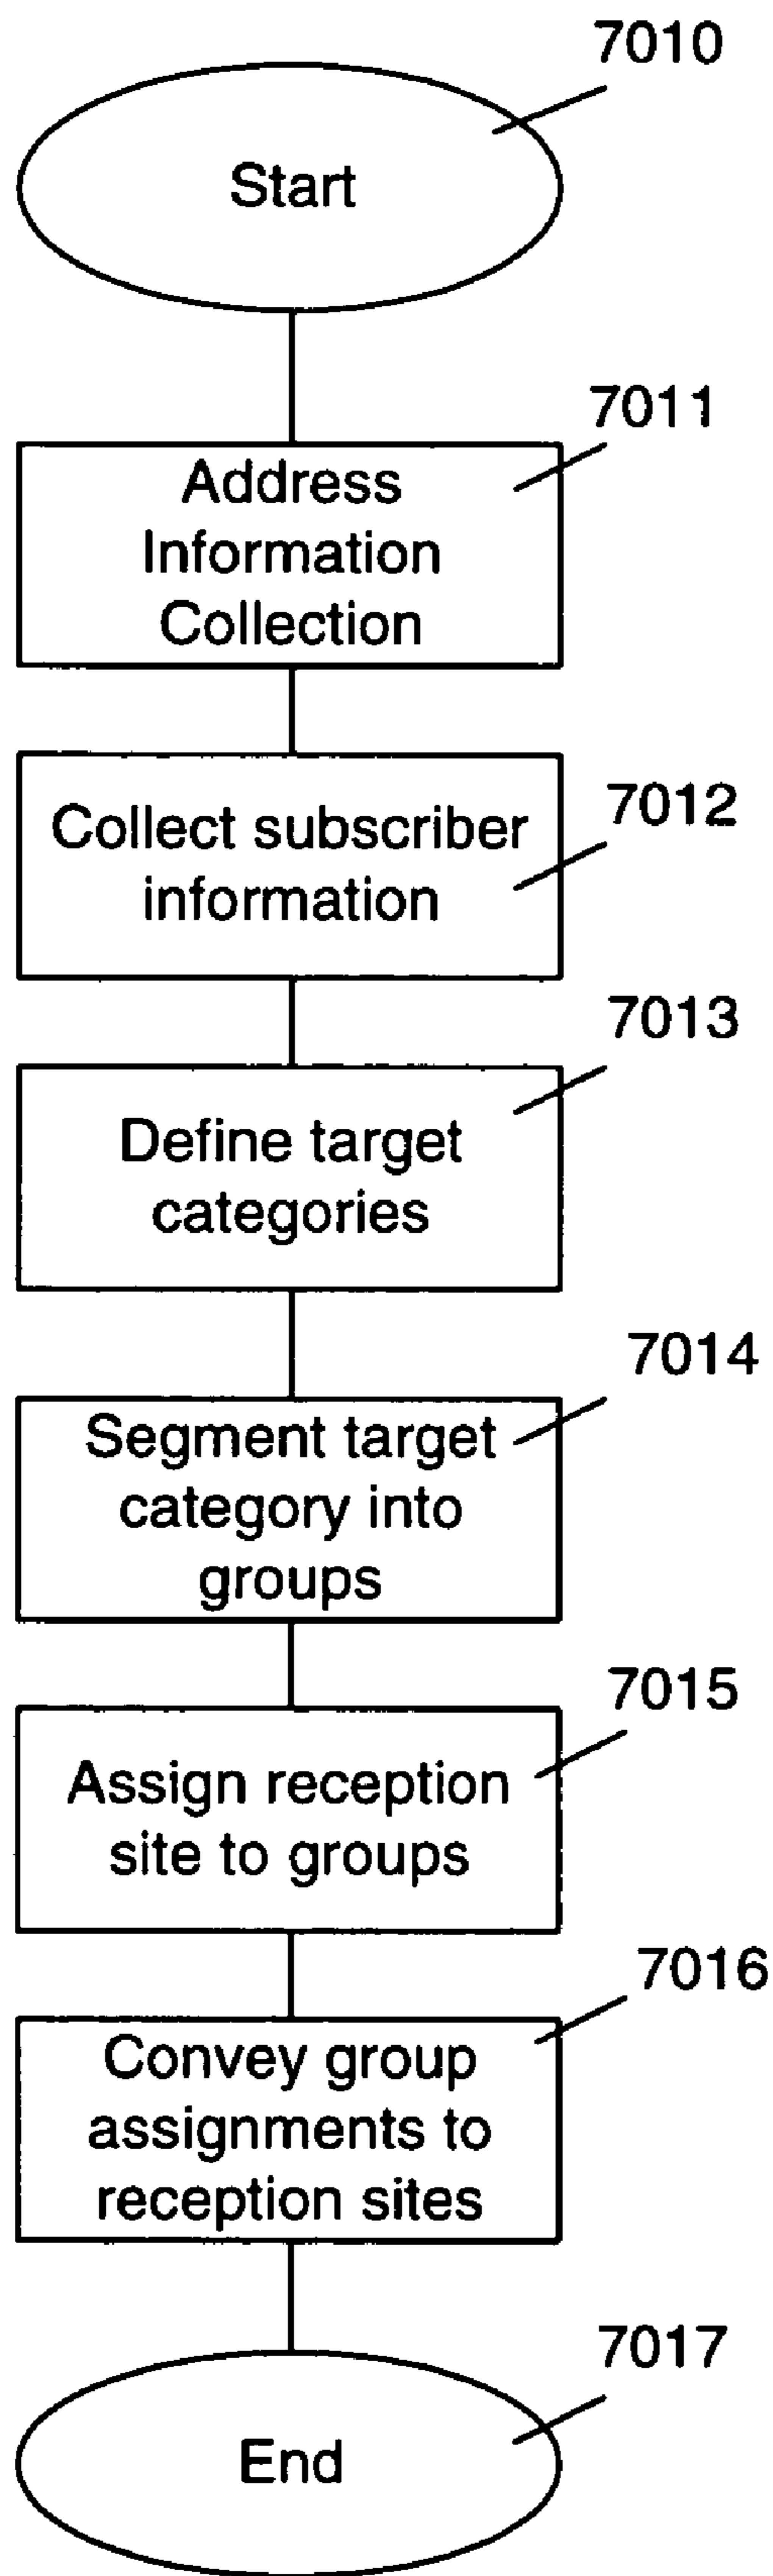 7010
Start
7011
Address
Information
Collection
7012
Collect subscriber
information
7013
Define target
categories
7014
Segment target
category into
groups
7015
Assign reception
site to groups
7016
Convey group
assignments to
reception sites
7017
End